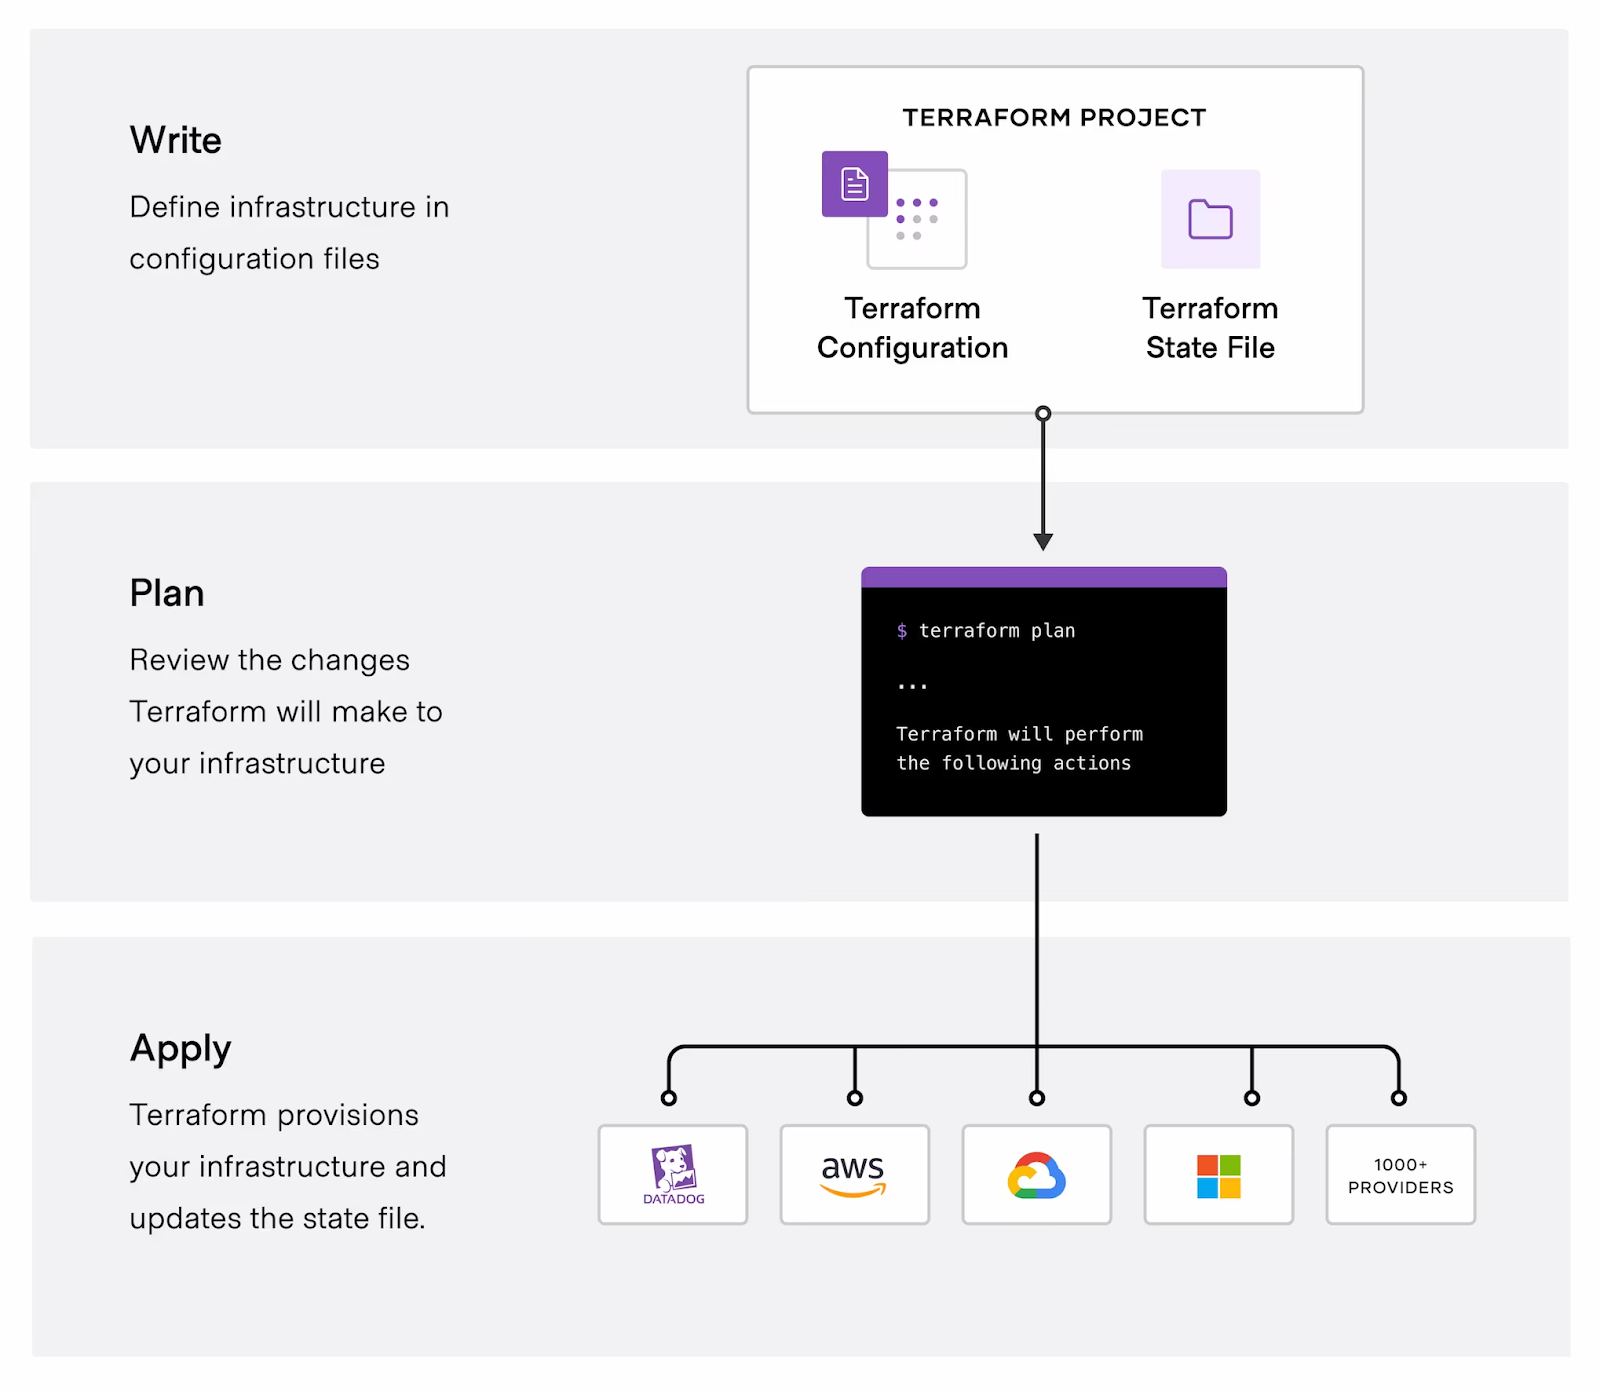 Write
Define infrastructure in
configuration files
TERRAFORM PROJECT
Terraform
Configuration
Terraform
State File
Plan
Review the changes
Terraform will make to
your infrastructure
$ terraform plan
...
Terraform will perform
the following actions
Apply
Terraform provisions
your infrastructure and
updates the state file.
DATADOG
aws
1000+
PROVIDERS